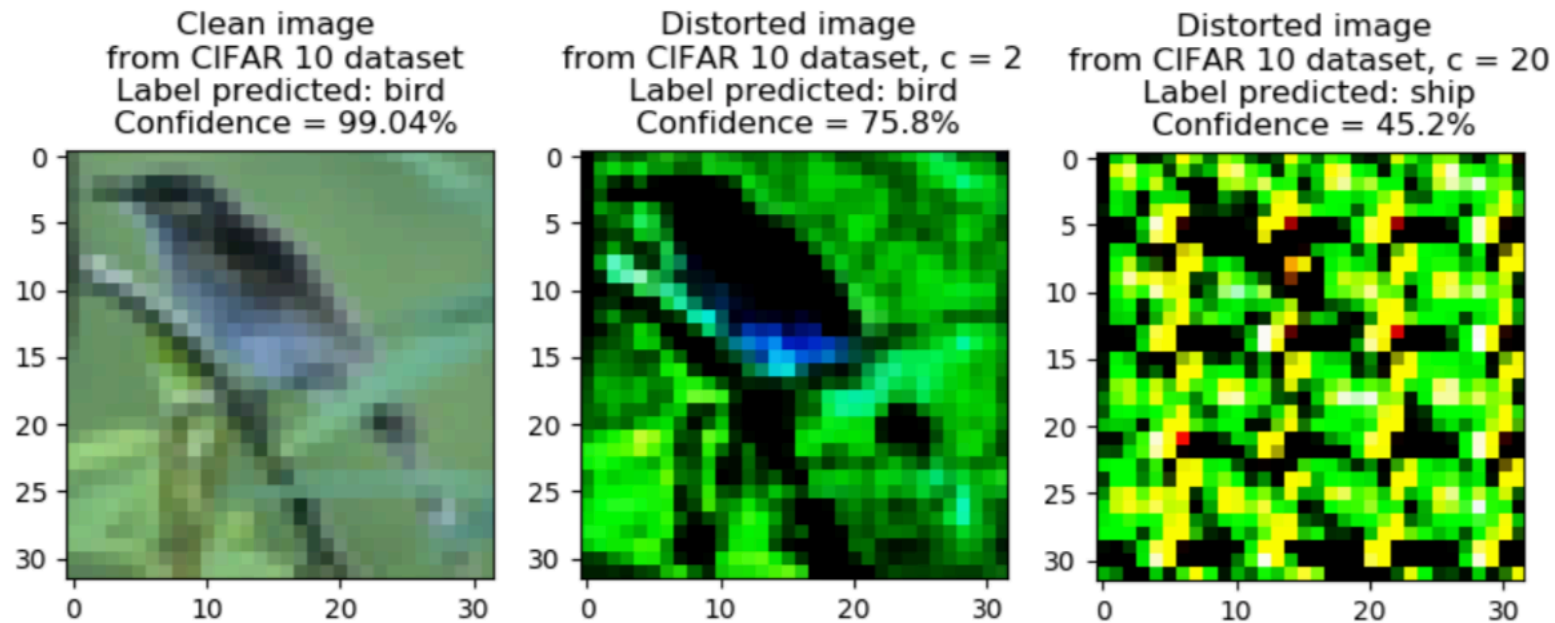 Clean image
from CIFAR 10 dataset
Label predicted: bird
Confidence = 99.04%
0
5
10
15
20
25
30
0 10 20 30
Distorted image
from CIFAR 10 dataset, c = 2
Label predicted: bird
Confidence = 75.8%
0
5
10
15
20
25
30
0 10 20 30
Distorted image
from CIFAR 10 dataset, c = 20
Label predicted: ship
Confidence = 45.2%
0
5
10
15
20
25
30
0 10 20 30